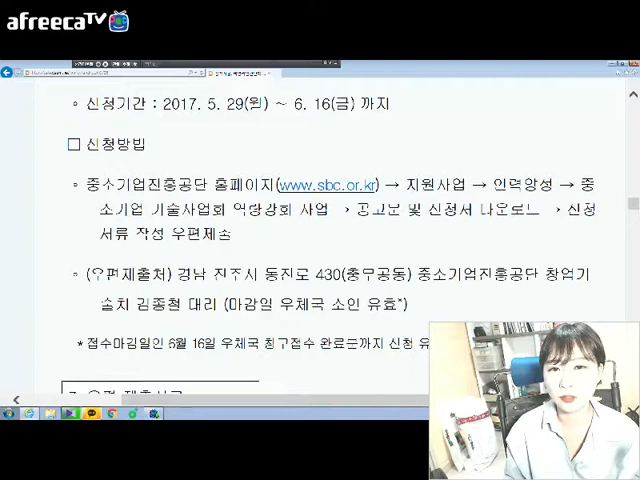 afreecaTV
◦ 신청기간 : 2017. 5. 29(월) ~ 6. 16(금) 까지
□ 신청방법
◦ 중소기업진흥공단 홈페이지(www.sbc.or.kr) → 지원사업 → 인력양성 → 중
소기업 기술사업화 역량강화 사업 → 공고문 및 신청서 다운로드 → 신청
서류 작성 우편제출
◦ (우편제출처) 경남 진주시 동진로 430(충무공동) 중소기업진흥공단 창업기
술처 김종철 대리 (마감일 우체국 소인 유효*)
* 접수마감일인 6월 16일 우체국 창구접수 완료분까지 신청 유